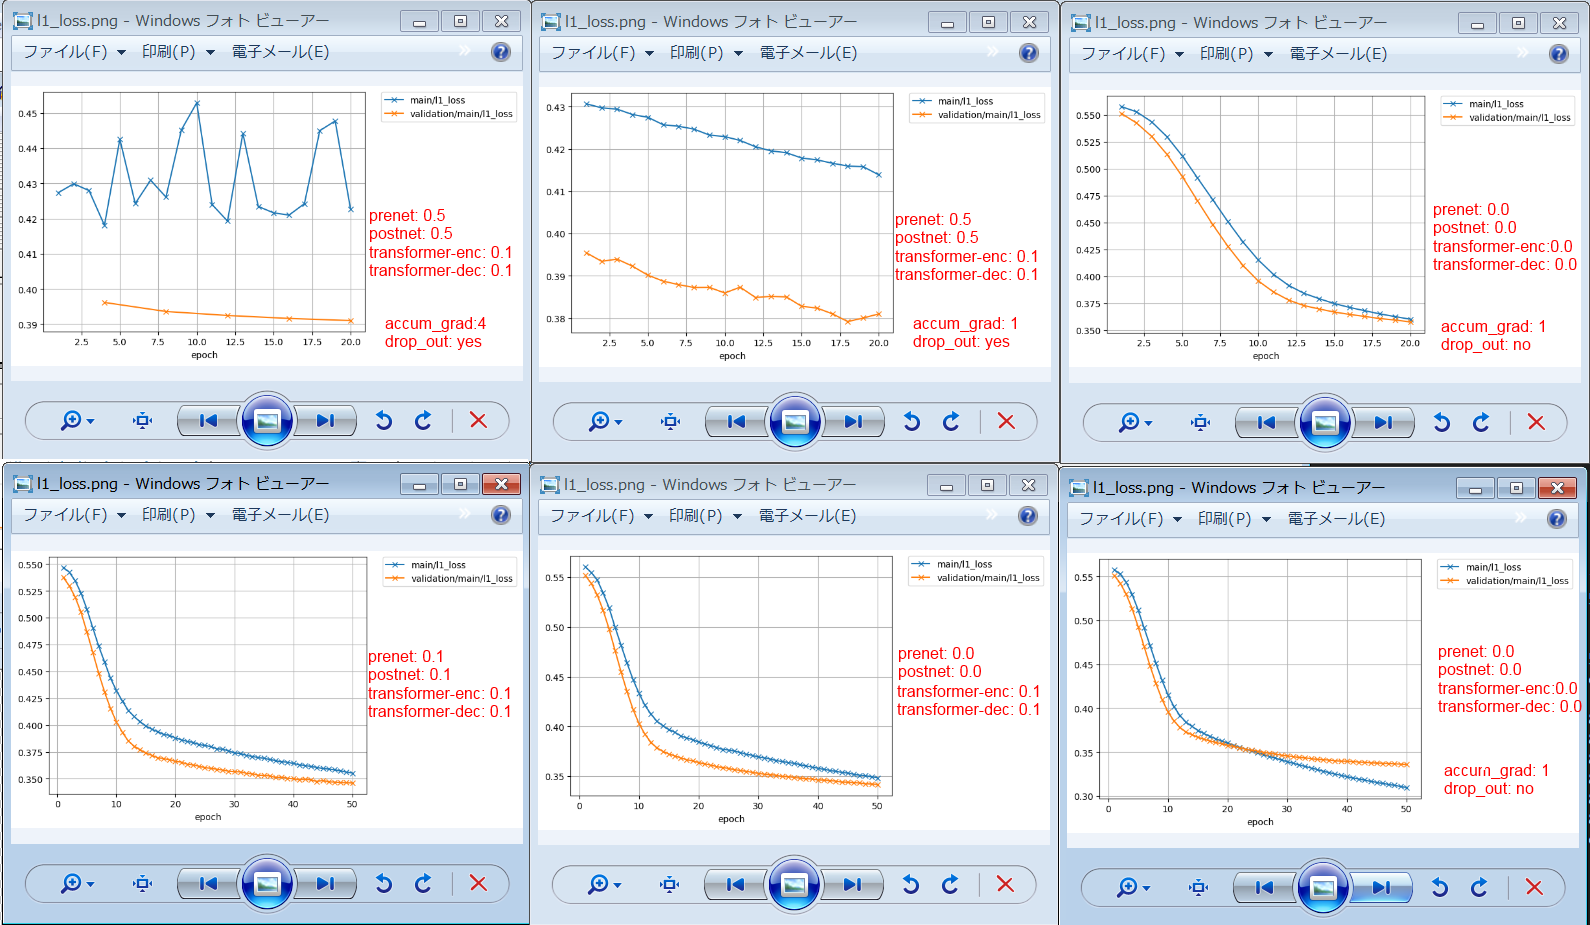 l1_loss.png - Windows フォト ビューアー
ファイル(F) 印刷(P) 電子メール(E) »
main/l1_loss
validation/main/l1_loss
0.45
0.44
0.43
0.42
0.41
0.40
0.39
2.5 5.0 7.5 10.0 12.5 15.0 17.5 20.0
epoch
prenet: 0.5
postnet: 0.5
transformer-enc: 0.1
transformer-dec: 0.1
accum_grad:4
drop_out: yes
l1_loss.png - Windows フォト ビューアー
ファイル(F) 印刷(P) 電子メール(E) »
main/l1_loss
validation/main/l1_loss
0.43
0.42
0.41
0.40
0.39
0.38
2.5 5.0 7.5 10.0 12.5 15.0 17.5 20.0
epoch
prenet: 0.5
postnet: 0.5
transformer-enc: 0.1
transformer-dec: 0.1
accum_grad: 1
drop_out: yes
l1_loss.png - Windows フォト ビューアー
ファイル(F) 印刷(P) 電子メール(E) »
main/l1_loss
validation/main/l1_loss
0.550
0.525
0.500
0.475
0.450
0.425
0.400
0.375
0.350
2.5 5.0 7.5 10.0 12.5 15.0 17.5 20.0
epoch
prenet: 0.0
postnet: 0.0
transformer-enc:0.0
transformer-dec: 0.0
accum_grad: 1
drop_out: no
l1_loss.png - Windows フォト ビューアー
ファイル(F) 印刷(P) 電子メール(E) »
main/l1_loss
validation/main/l1_loss
0.550
0.525
0.500
0.475
0.450
0.425
0.400
0.375
0.350
0 10 20 30 40 50
epoch
prenet: 0.1
postnet: 0.1
transformer-enc: 0.1
transformer-dec: 0.1
l1_loss.png - Windows フォト ビューアー
ファイル(F) 印刷(P) 電子メール(E) »
main/l1_loss
validation/main/l1_loss
0.55
0.50
0.45
0.40
0.35
0 10 20 30 40 50
epoch
prenet: 0.0
postnet: 0.0
transformer-enc: 0.1
transformer-dec: 0.1
l1_loss.png - Windows フォト ビューアー
ファイル(F) 印刷(P) 電子メール(E) »
main/l1_loss
validation/main/l1_loss
0.55
0.50
0.45
0.40
0.35
0.30
0 10 20 30 40 50
epoch
prenet: 0.0
postnet: 0.0
transformer-enc:0.0
transformer-dec: 0.0
accum_grad: 1
drop_out: no